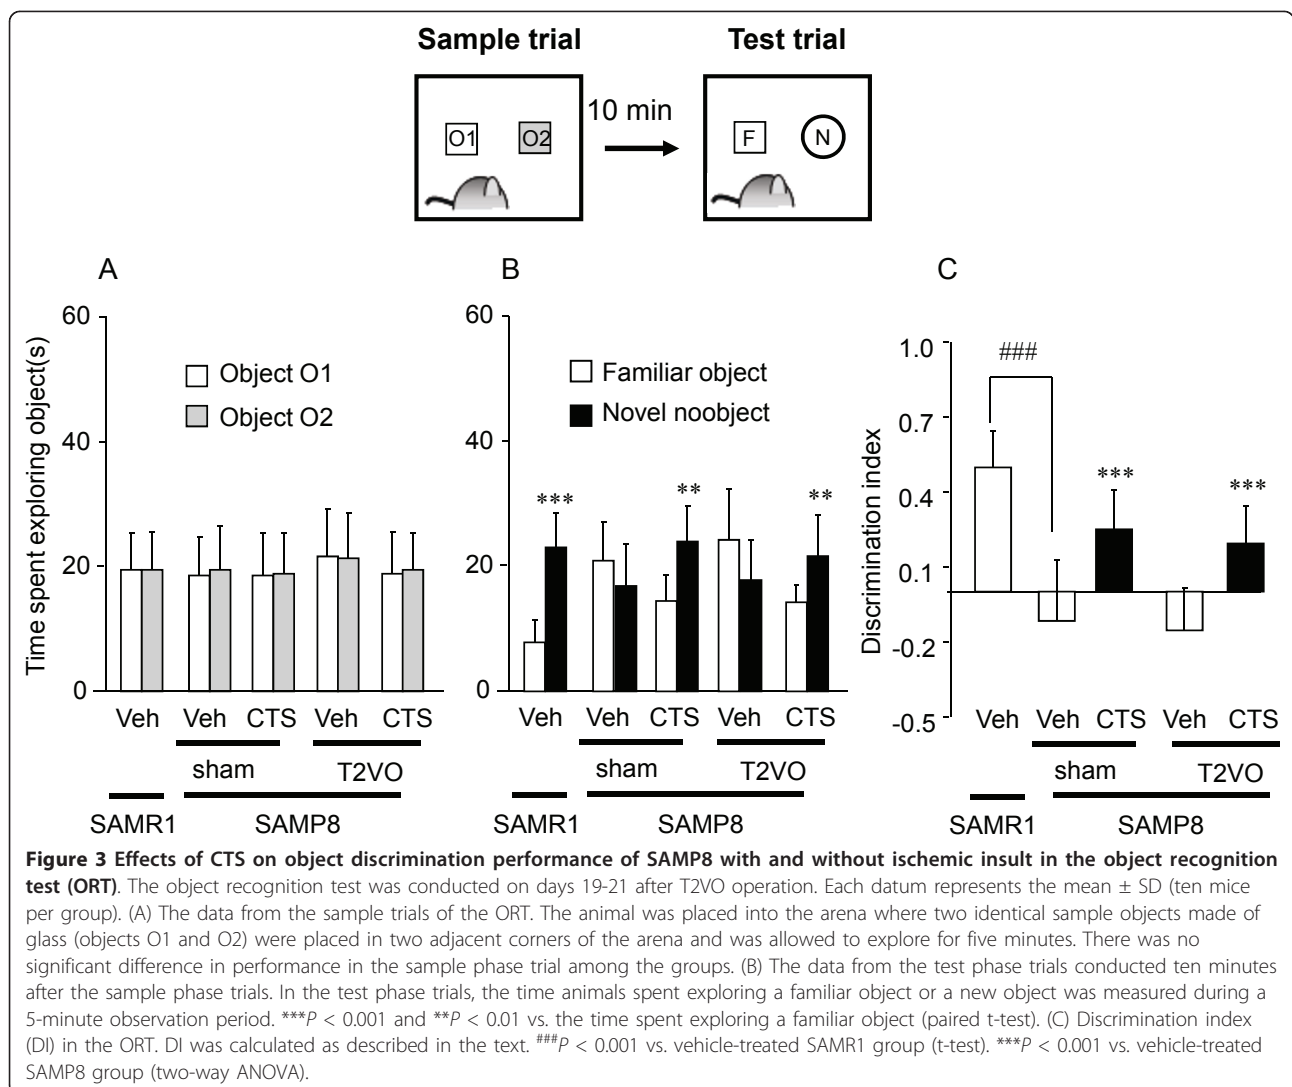 Sample trial
Test trial
O1
O2
10 min
F
N
A
B
C
Time spent exploring object(s)
60
40
20
0
Object O1
Object O2
Veh
Veh
CTS
Veh
CTS
sham
T2VO
SAMR1
SAMP8
60
40
20
0
Familiar object
Novel noobject
***
**
**
Veh
Veh
CTS
Veh
CTS
sham
T2VO
SAMR1
SAMP8
Discrimination index
1.0
0.7
0.4
0.1
-0.2
-0.5
###
***
***
Veh
Veh
CTS
Veh
CTS
sham
T2VO
SAMR1
SAMP8
Figure 3 Effects of CTS on object discrimination performance of SAMP8 with and without ischemic insult in the object recognition
test (ORT). The object recognition test was conducted on days 19-21 after T2VO operation. Each datum represents the mean ± SD (ten mice
per group). (A) The data from the sample trials of the ORT. The animal was placed into the arena where two identical sample objects made of
glass (objects O1 and O2) were placed in two adjacent corners of the arena and was allowed to explore for five minutes. There was no
significant difference in performance in the sample phase trial among the groups. (B) The data from the test phase trials conducted ten minutes
after the sample phase trials. In the test phase trials, the time animals spent exploring a familiar object or a new object was measured during a
5-minute observation period. ***P < 0.001 and **P < 0.01 vs. the time spent exploring a familiar object (paired t-test). (C) Discrimination index
(DI) in the ORT. DI was calculated as described in the text. ###P < 0.001 vs. vehicle-treated SAMR1 group (t-test). ***P < 0.001 vs. vehicle-treated
SAMP8 group (two-way ANOVA).